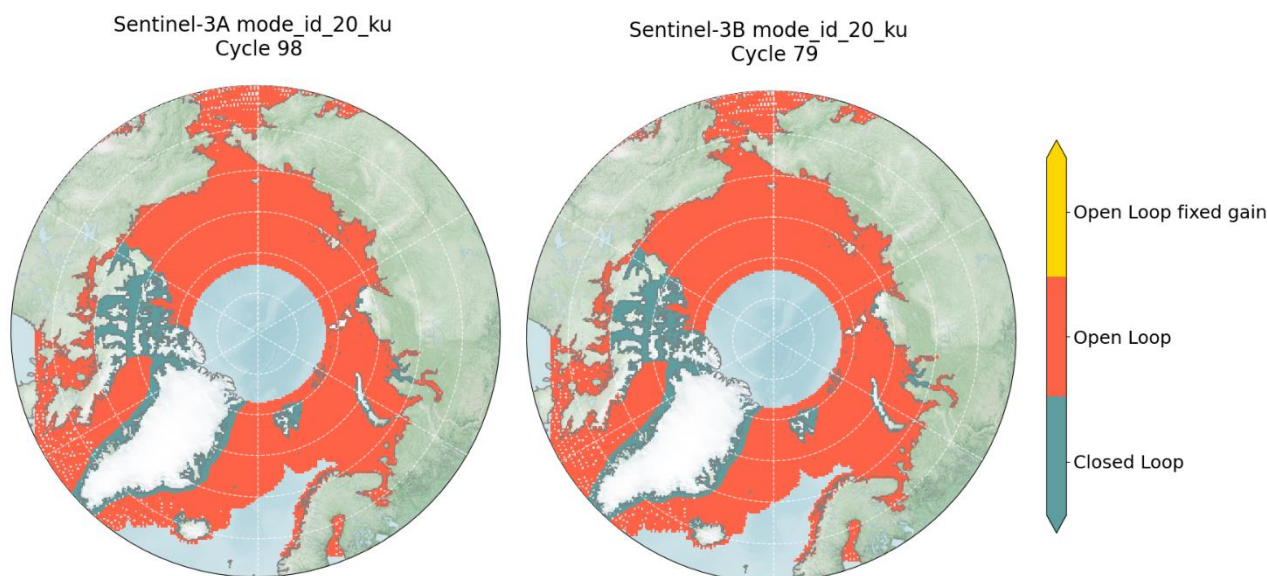 Sentinel-3A mode_id_20_ku
Cycle 98
Sentinel-3B mode_id_20_ku
Cycle 79
Open Loop fixed gain
Open Loop
Closed Loop